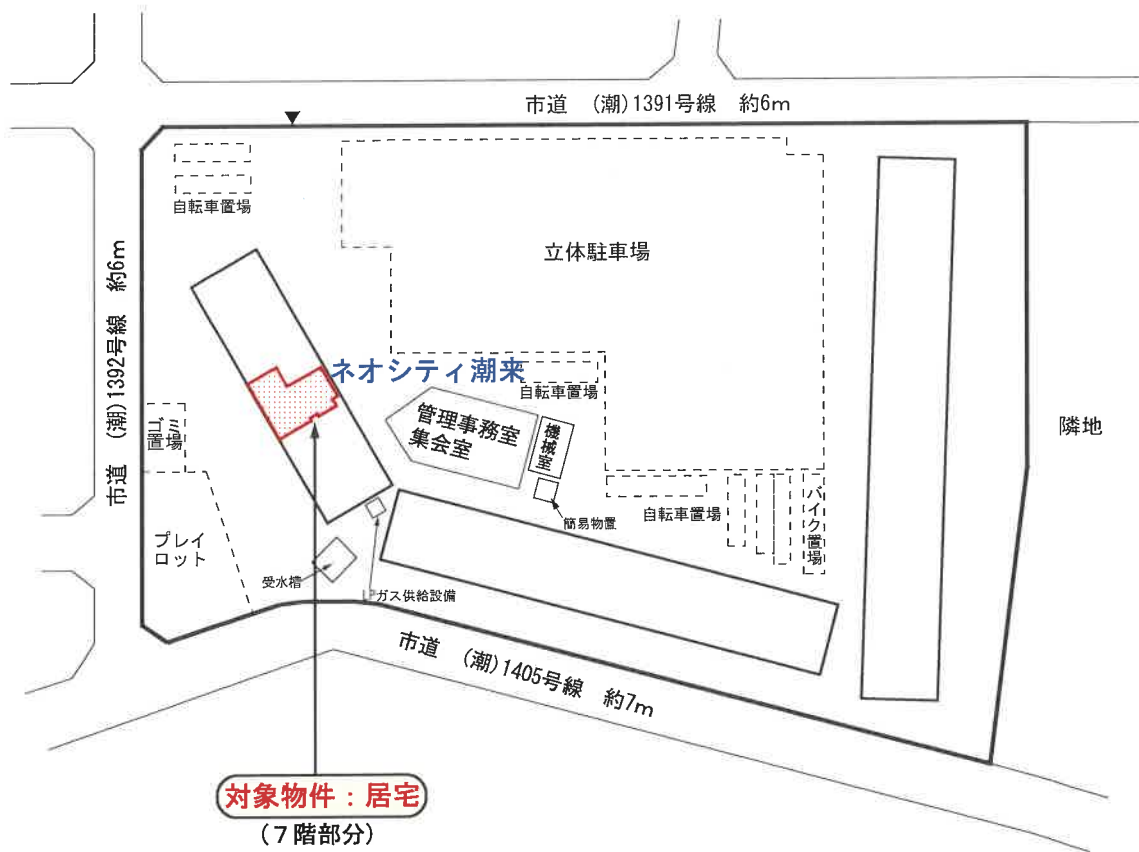 市道 (潮)1391号線 約6m
自転車置場
立体駐車場
市道 (潮)1392号線 約6m
ネオシティ潮来
自転車置場
管理事務室
集会室
機械室
隣地
ゴミ
置場
簡易物置
自転車置場
バイク置場
プレイ
ロット
受水槽
LPガス供給設備
市道 (潮)1405号線 約7m
対象物件:居宅
(7階部分)